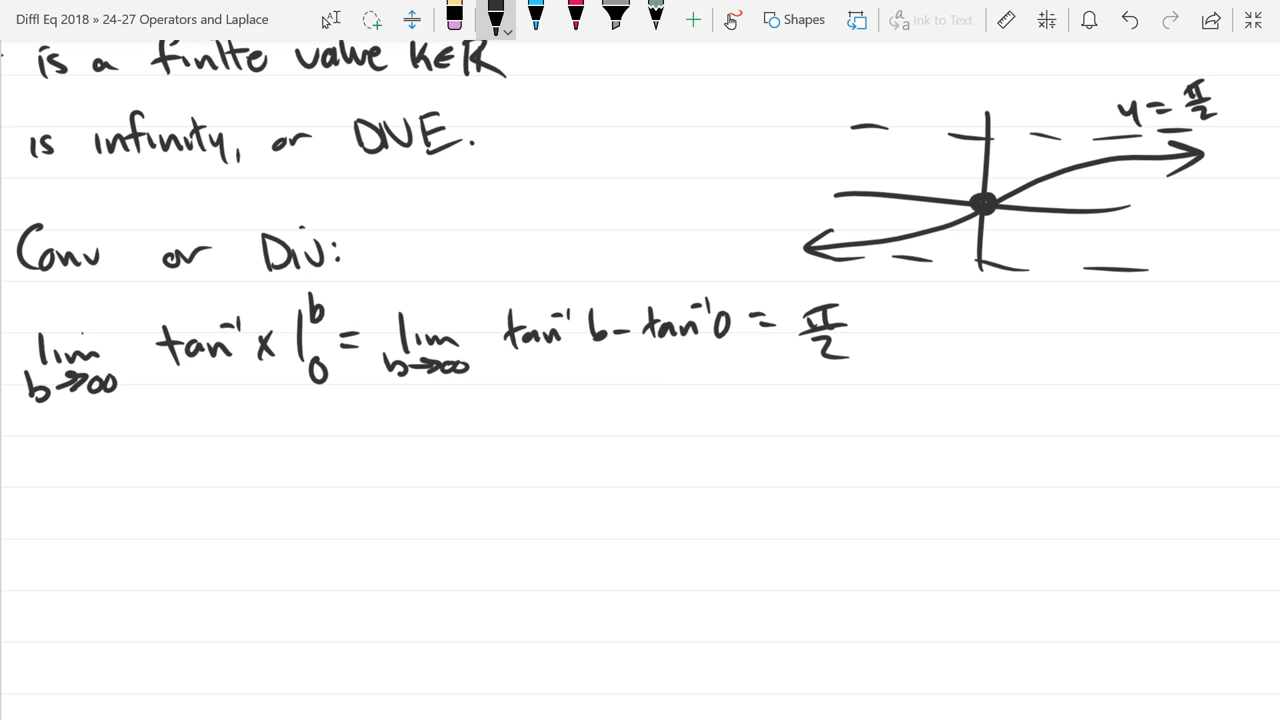 Diffl Eq 2018 » 24-27 Operators and Laplace
Shapes
Ink to Text
is a finite value K∈ℝ
is infinity, or DNE.
y = π/2
Conv or Div:
lim b→∞ tan⁻¹ x |₀ᵇ = lim b→∞ tan⁻¹ b - tan⁻¹ 0 = π/2